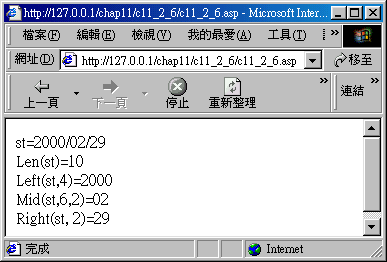 http://127.0.0.1/chap11/c11_2_6/c11_2_6.asp - Microsoft Inter...
檔案(F) 編輯(E) 檢視(V) 我的最愛(A) 工具(T) »
網址(D) http://127.0.0.1/chap11/c11_2_6/c11_2_6.asp 移至
上一頁 下一頁 停止 重新整理 » 連結 »
st=2000/02/29
Len(st)=10
Left(st,4)=2000
Mid(st,6,2)=02
Right(st, 2)=29
完成 Internet